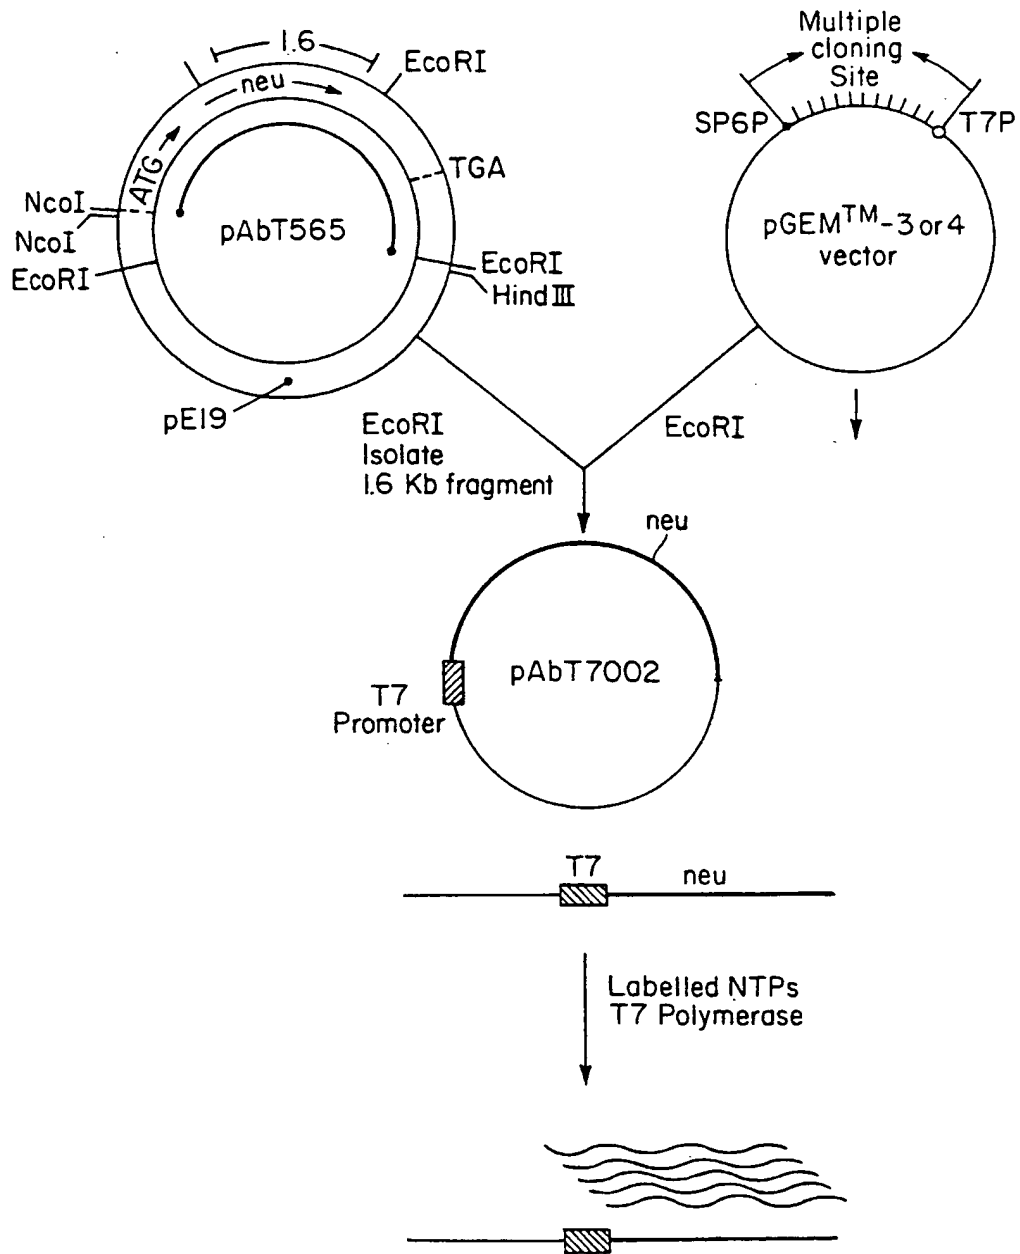 1.6
EcoRI
neu
ATG
TGA
NcoI
NcoI
EcoRI
pAbT565
EcoRI
Hind III
pE19
Multiple
cloning
Site
SP6P
T7P
pGEM™-3 or 4
vector
EcoRI
Isolate
1.6 Kb fragment
EcoRI
neu
pAbT7002
T7
Promoter
T7
neu
Labelled NTPs
T7 Polymerase